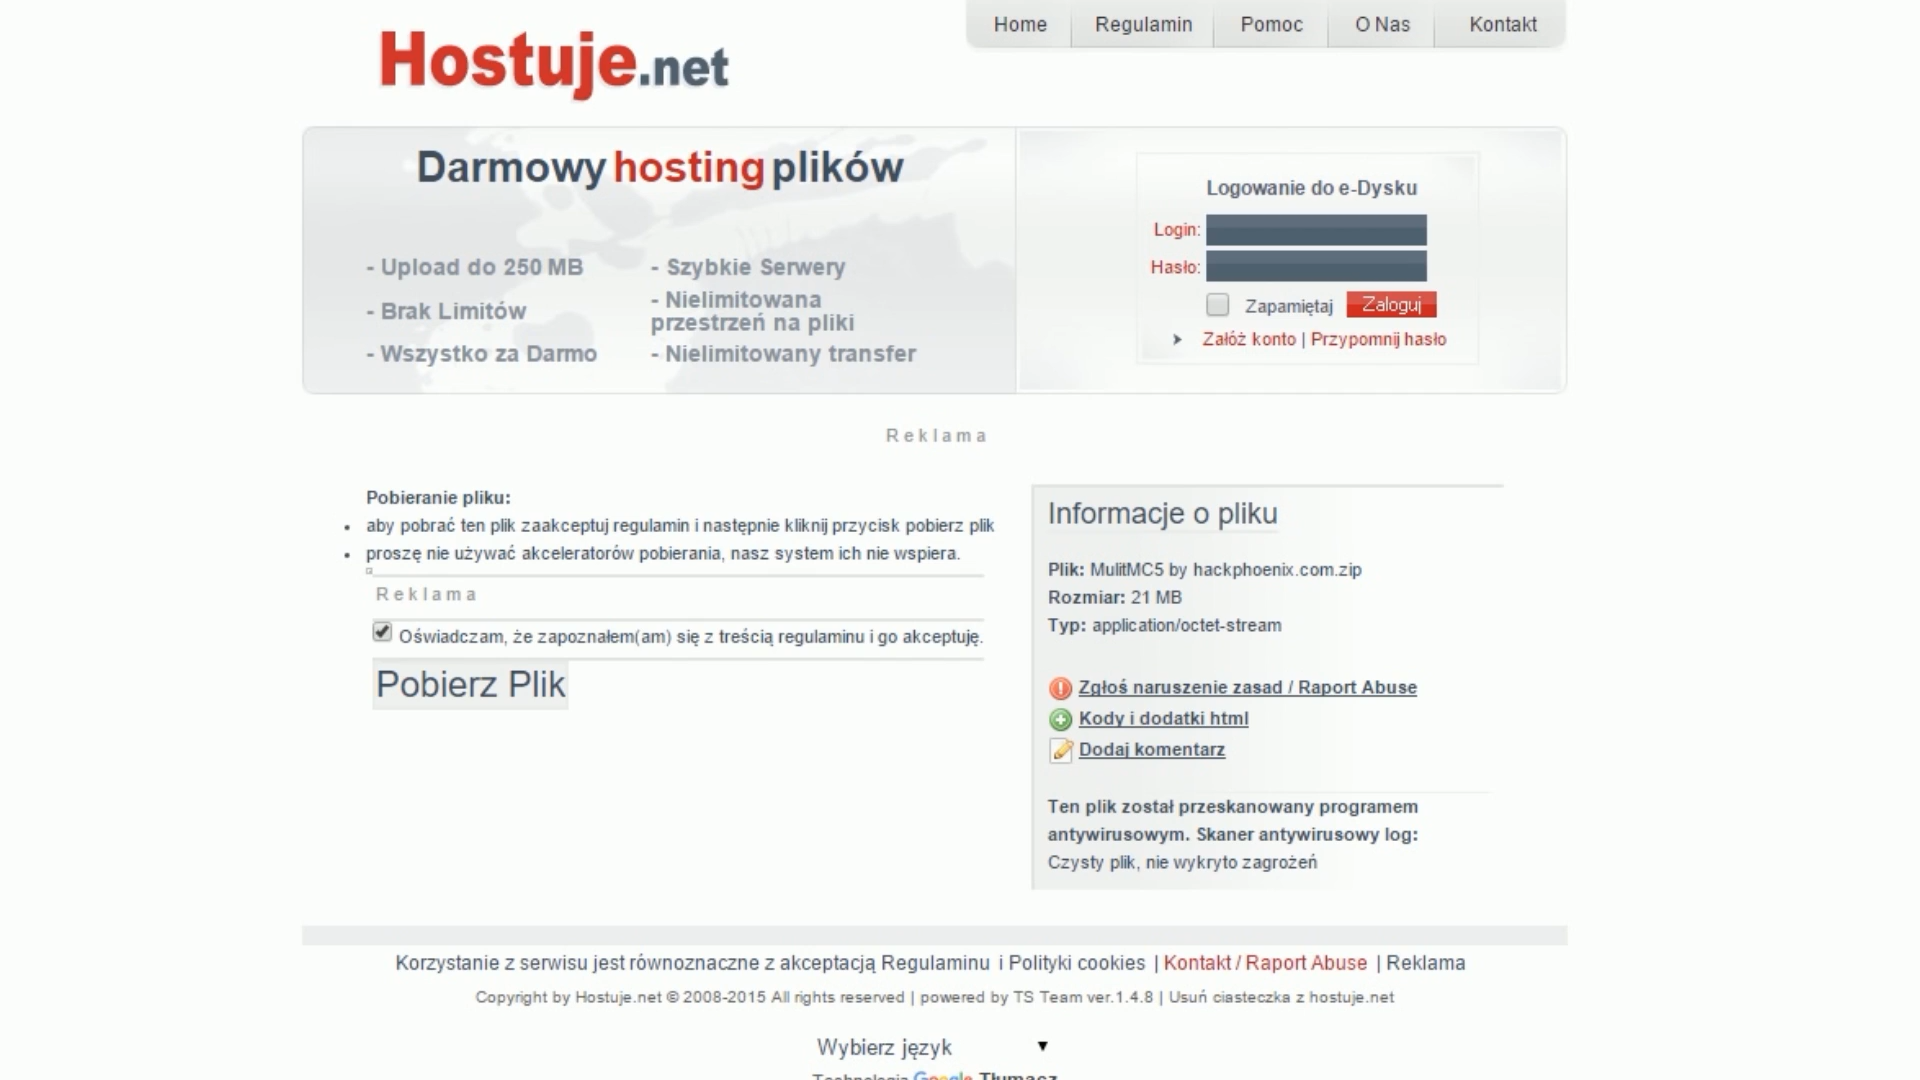 Home
Regulamin
Pomoc
O Nas
Kontakt
Hostuje.net
Darmowy hosting plików
- Upload do 250 MB
- Brak Limitów
- Wszystko za Darmo
- Szybkie Serwery
- Nielimitowana
przestrzeń na pliki
- Nielimitowany transfer
Logowanie do e-Dysku
Login:
Hasło:
Zapamiętaj
Zaloguj
Załóż konto | Przypomnij hasło
Reklama
Pobieranie pliku:
aby pobrać ten plik zaakceptuj regulamin i następnie kliknij przycisk pobierz plik
proszę nie używać akceleratorów pobierania, nasz system ich nie wspiera.
Reklama
Oświadczam, że zapoznałem(am) się z treścią regulaminu i go akceptuję.
Pobierz Plik
Informacje o pliku
Plik: MulitMC5 by hackphoenix.com.zip
Rozmiar: 21 MB
Typ: application/octet-stream
Zgłoś naruszenie zasad / Raport Abuse
Kody i dodatki html
Dodaj komentarz
Ten plik został przeskanowany programem
antywirusowym. Skaner antywirusowy log:
Czysty plik, nie wykryto zagrożeń
Korzystanie z serwisu jest równoznaczne z akceptacją Regulaminu i Polityki cookies | Kontakt / Raport Abuse | Reklama
Copyright by Hostuje.net © 2008-2015 All rights reserved | powered by TS Team ver.1.4.8 | Usuń ciasteczka z hostuje.net
Wybierz język
Technologia Google Tłumacz